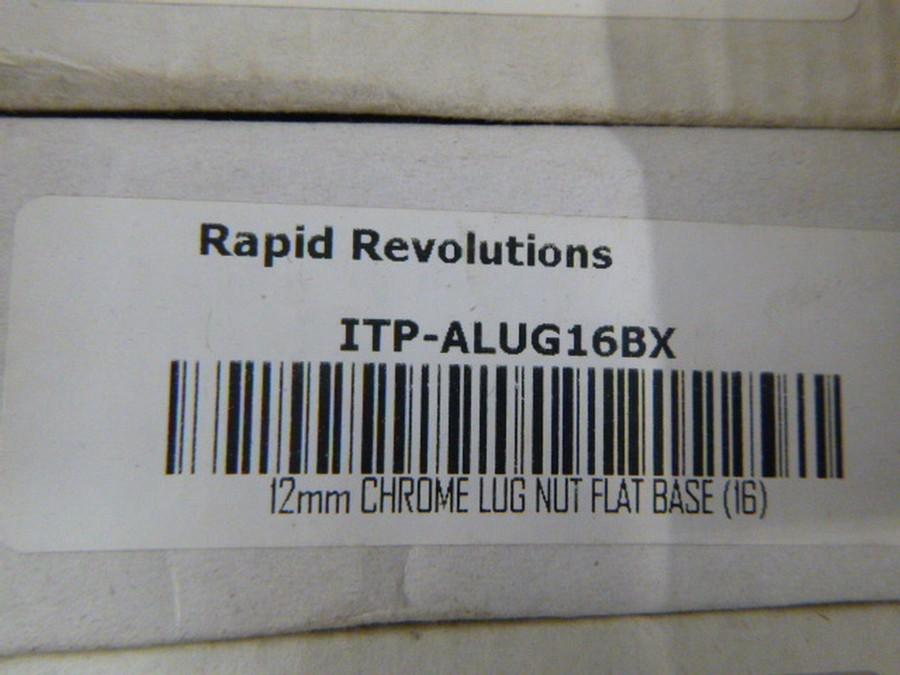 Rapid Revolutions
ITP-ALUG16BX
12mm CHROME LUG NUT FLAT BASE (16)